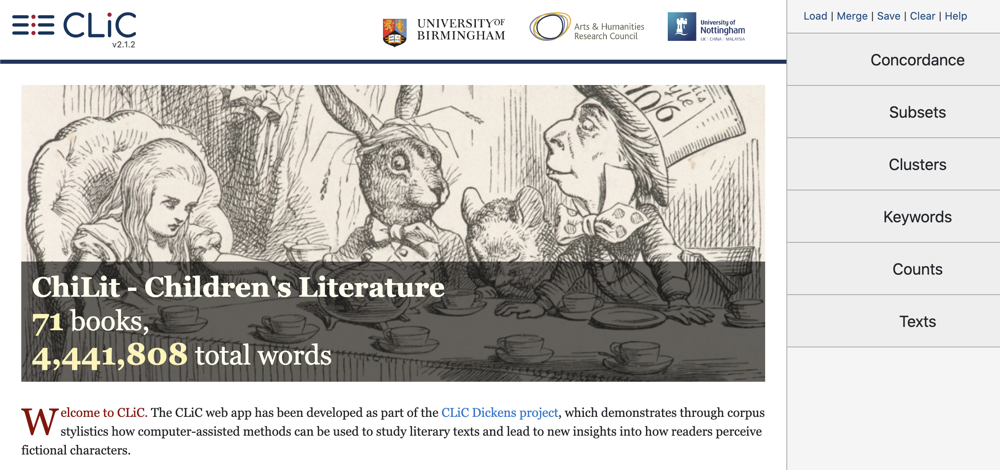 CLiC
v2.1.2
UNIVERSITY OF
BIRMINGHAM
Arts & Humanities
Research Council
University of
Nottingham
UK | CHINA | MALAYSIA
Load | Merge | Save | Clear | Help
Concordance
Subsets
Clusters
Keywords
Counts
Texts
ChiLit - Children's Literature
71 books,
4,441,808 total words
Welcome to CLiC. The CLiC web app has been developed as part of the CLiC Dickens project, which demonstrates through corpus
stylistics how computer-assisted methods can be used to study literary texts and lead to new insights into how readers perceive
fictional characters.